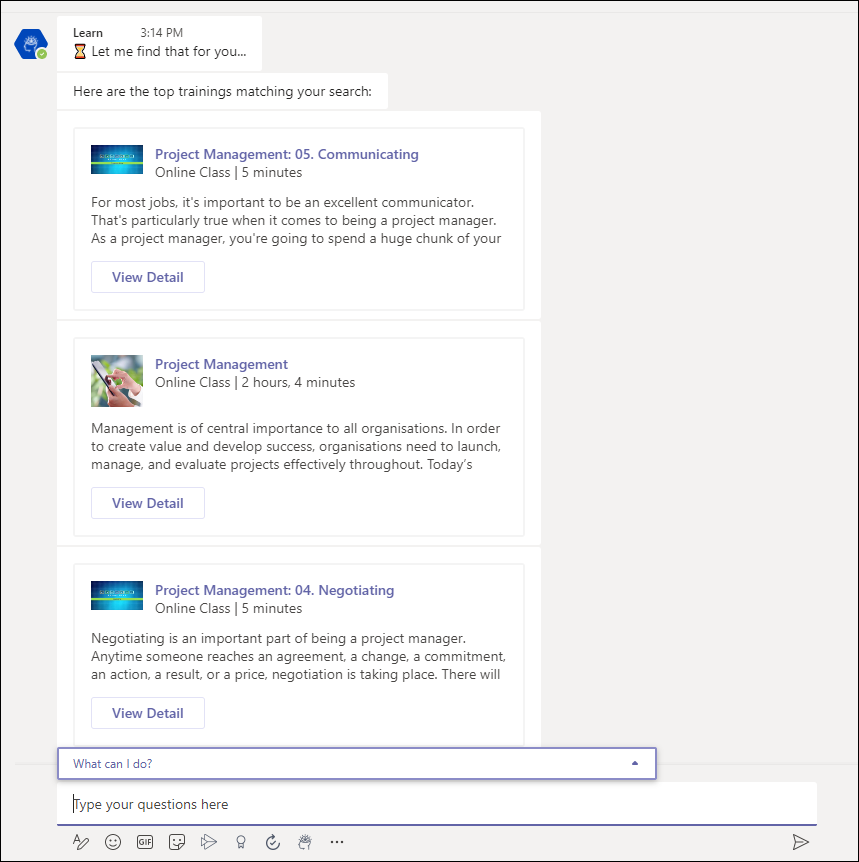 Learn 3:14 PM
⏳ Let me find that for you...
Here are the top trainings matching your search:
Project Management: 05. Communicating
Online Class | 5 minutes
For most jobs, it's important to be an excellent communicator.
That's particularly true when it comes to being a project manager.
As a project manager, you're going to spend a huge chunk of your
View Detail
Project Management
Online Class | 2 hours, 4 minutes
Management is of central importance to all organisations. In order
to create value and develop success, organisations need to launch,
manage, and evaluate projects effectively throughout. Today’s
View Detail
Project Management: 04. Negotiating
Online Class | 5 minutes
Negotiating is an important part of being a project manager.
Anytime someone reaches an agreement, a change, a commitment,
an action, a result, or a price, negotiation is taking place. There will
View Detail
What can I do?
Type your questions here
GIF